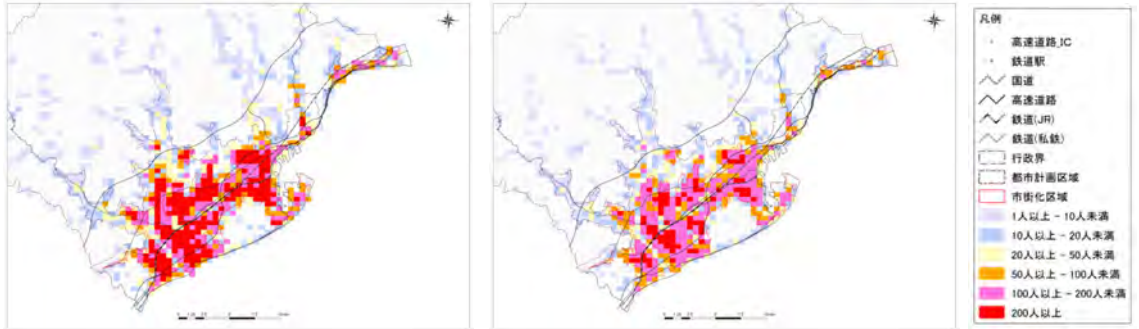 凡例
高速道路_IC
鉄道駅
国道
高速道路
鉄道(JR)
鉄道(私鉄)
行政界
都市計画区域
市街化区域
1人以上 - 10人未満
10人以上 - 20人未満
20人以上 - 50人未満
50人以上 - 100人未満
100人以上 - 200人未満
200人以上